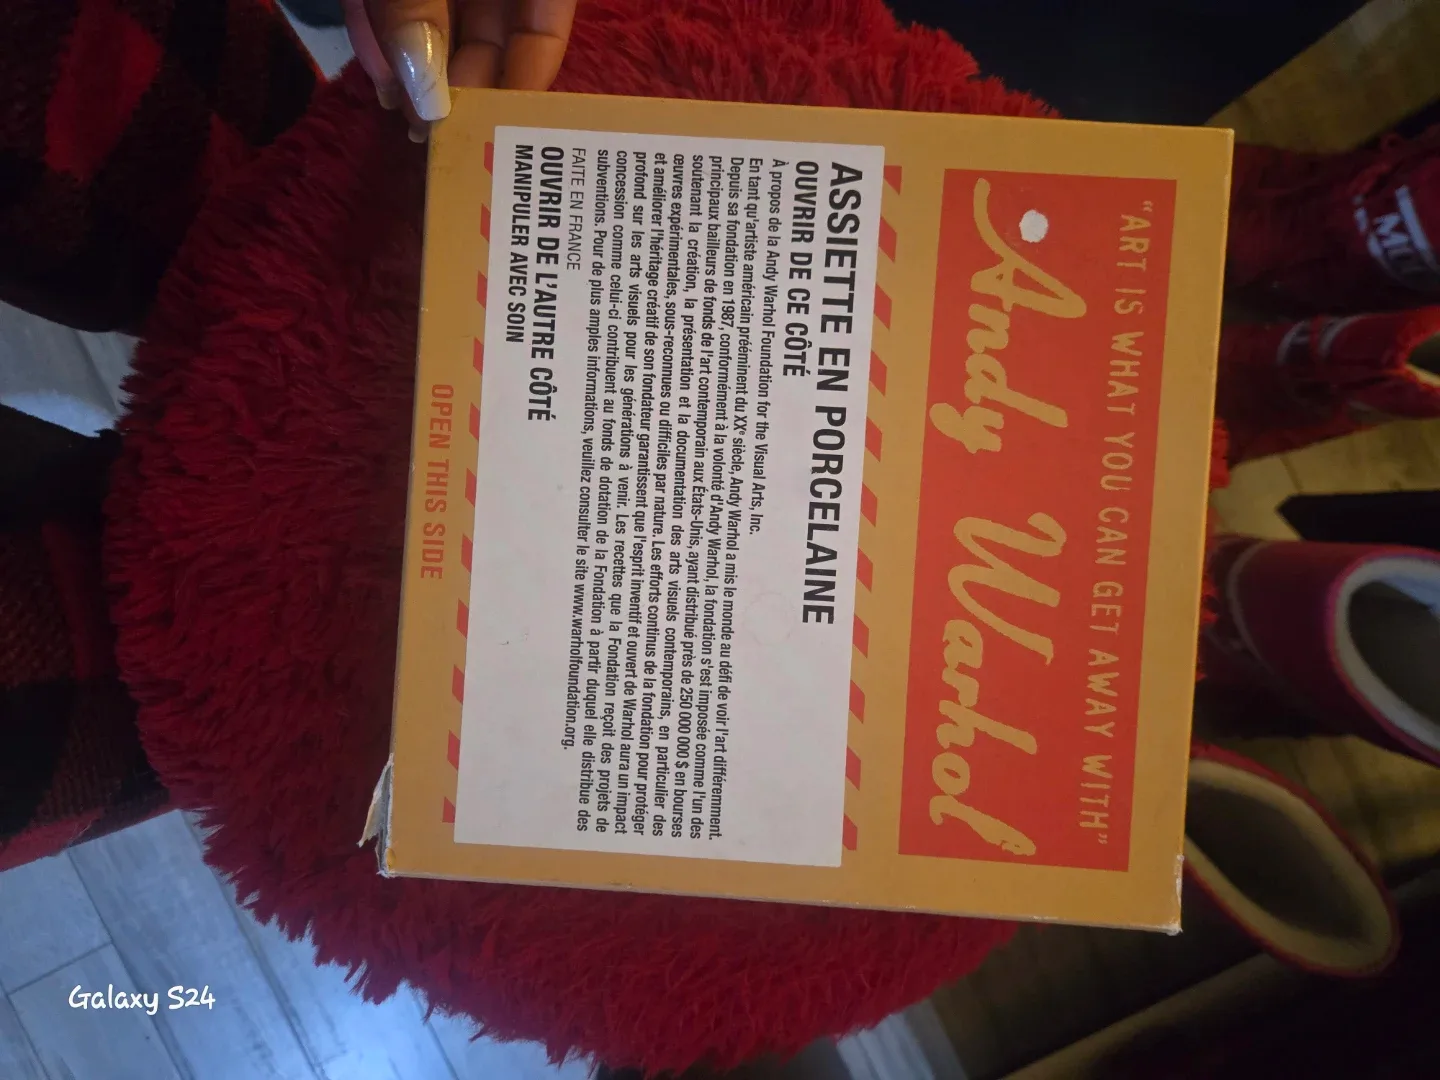 "ART IS WHAT YOU CAN GET AWAY WITH"
Andy Warhol
ASSIETTE EN PORCELAINE
OUVRIR DE CE CÔTÉ
À propos de la Andy Warhol Foundation for the Visual Arts, Inc.
En tant qu'artiste américain prééminent du XXᵉ siècle, Andy Warhol a mis le monde au défi de voir l'art différemment.
Depuis sa fondation en 1987, conformément à la volonté d'Andy Warhol, la fondation s'est imposée comme l'un des
principaux bailleurs de fonds de l'art contemporain aux États-Unis, ayant distribué près de 250 000 000 $ en bourses
soutenant la création, la présentation et la documentation des arts visuels contemporains, en particulier des
œuvres expérimentales, sous-reconnues ou difficiles par nature. Les efforts continus de la fondation pour protéger
et améliorer l'héritage créatif de son fondateur garantissent que l'esprit inventif et ouvert de Warhol aura un impact
profond sur les arts visuels pour les générations à venir. Les recettes que la Fondation reçoit des projets de
concession comme celui-ci contribuent au fonds de dotation de la Fondation à partir duquel elle distribue des
subventions. Pour de plus amples informations, veuillez consulter le site www.warholfoundation.org.
FAITE EN FRANCE
OUVRIR DE L'AUTRE CÔTÉ
MANIPULER AVEC SOIN
OPEN THIS SIDE
Galaxy S24